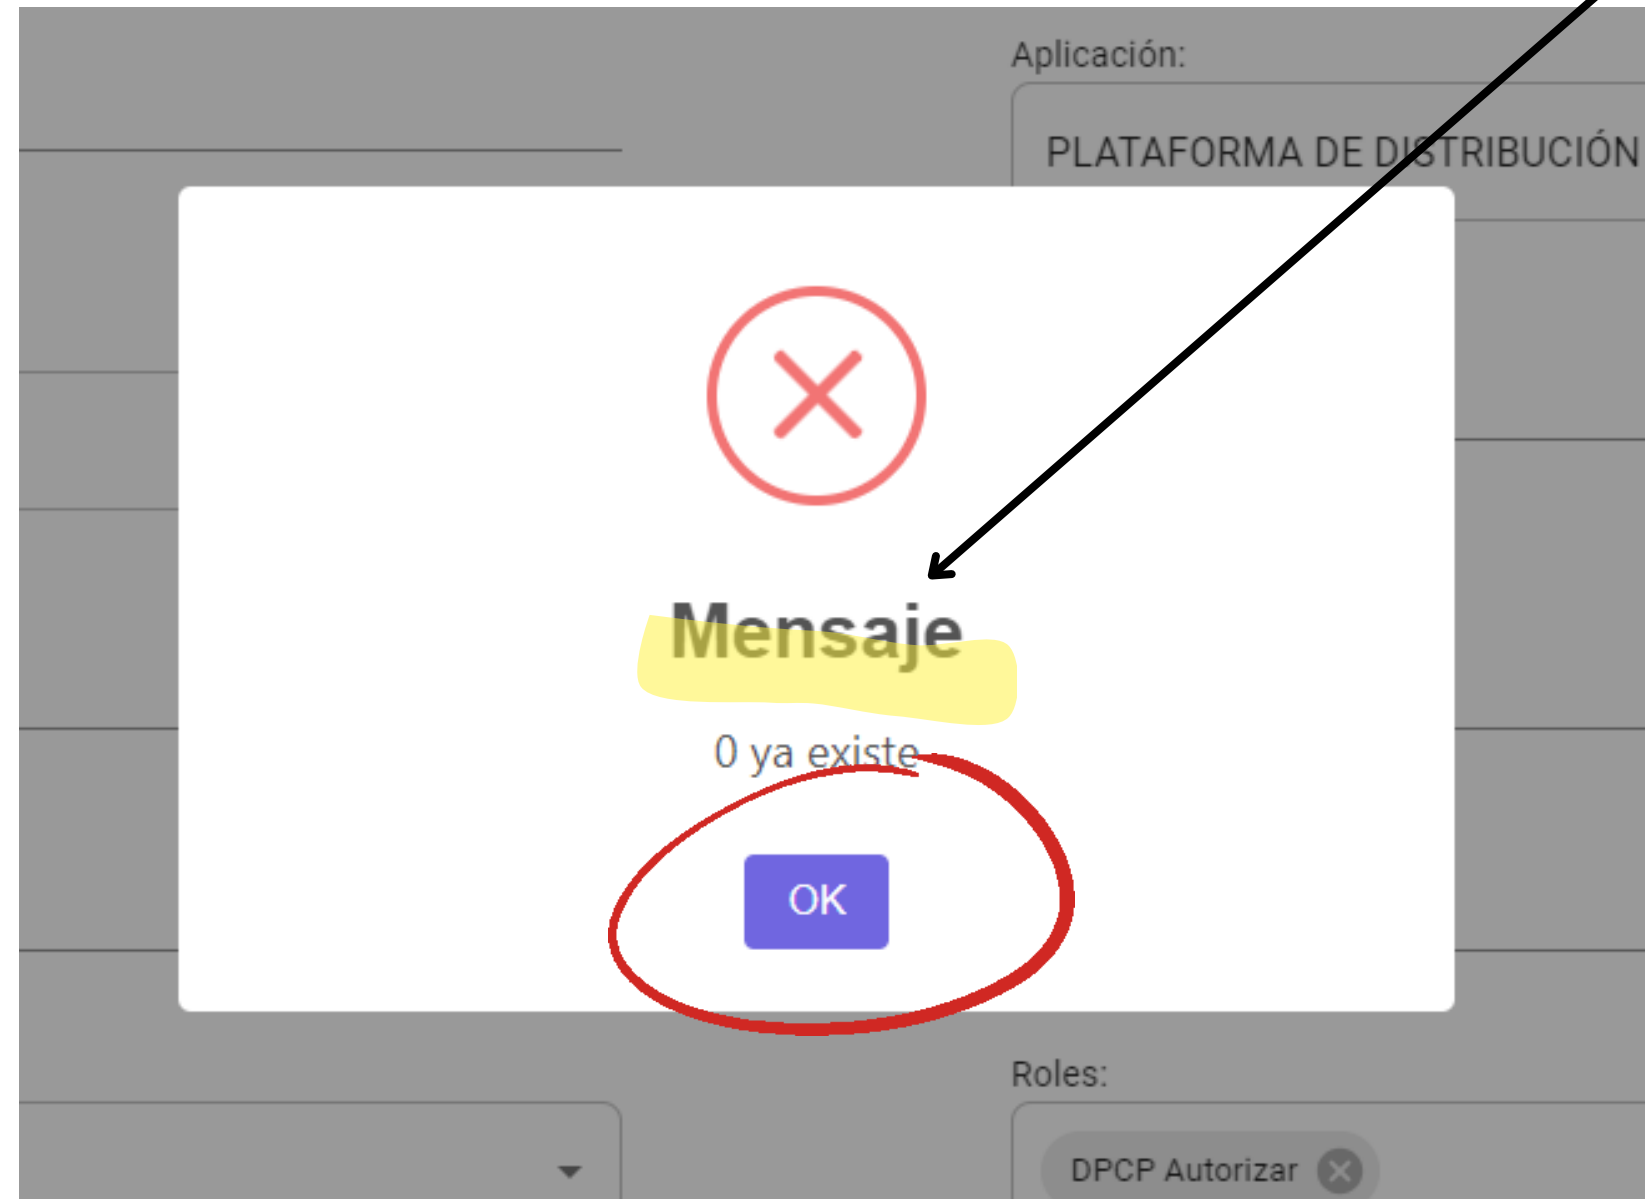 Aplicación:
PLATAFORMA DE DISTRIBUCIÓN
Mensaje
0 ya existe
OK
Roles:
DPCP Autorizar